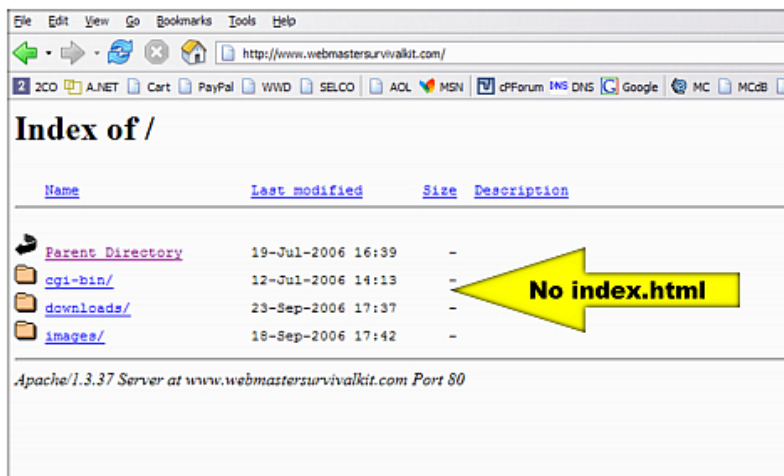 File Edit View Go Bookmarks Tools Help
http://www.webmastersurvivalkit.com/
2 2CO A.NET Cart PayPal WWD SELCO AOL MSN cPForum DNS DNS G Google MC MCdB
Index of /
Name Last modified Size Description
Parent Directory 19-Jul-2006 16:39 -
cgi-bin/ 12-Jul-2006 14:13 -
No index.html
downloads/ 23-Sep-2006 17:37 -
images/ 18-Sep-2006 17:42 -
Apache/1.3.37 Server at www.webmastersurvivalkit.com Port 80